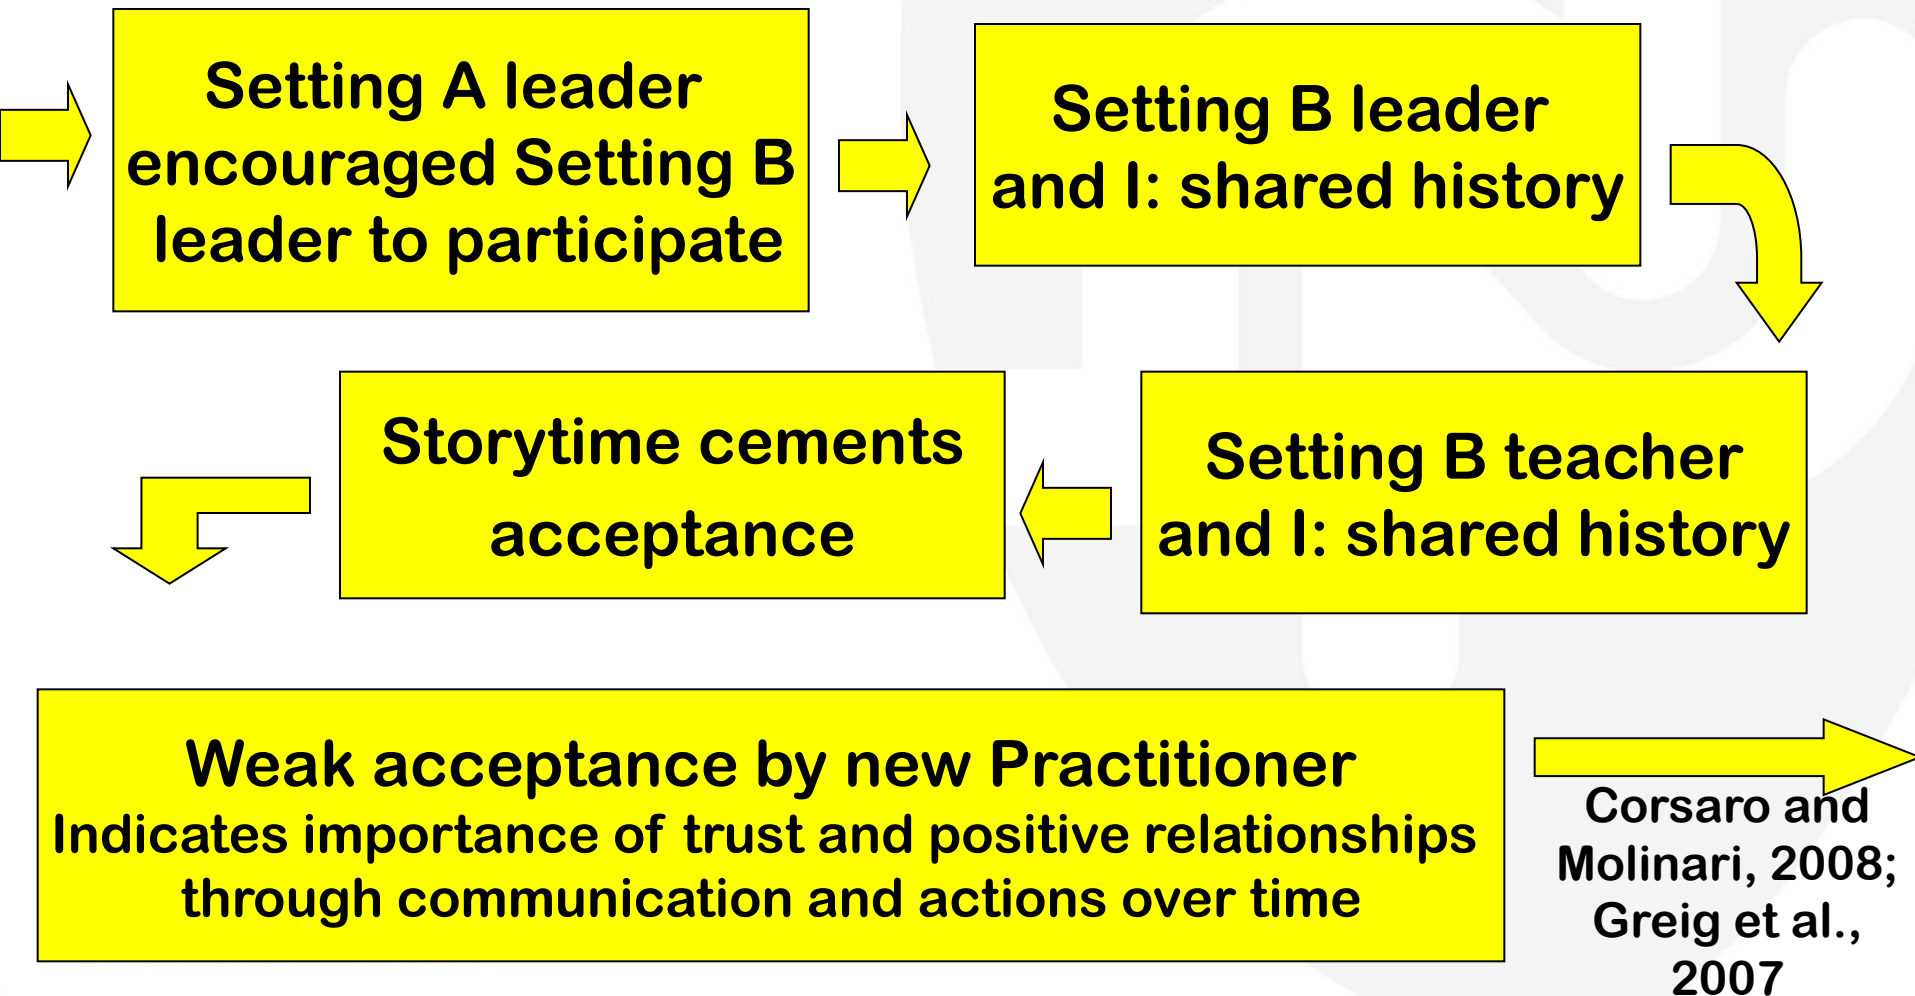 Setting A leader
encouraged Setting B
leader to participate
Setting B leader
and I: shared history
Setting B teacher
and I: shared history
Storytime cements
acceptance
Weak acceptance by new Practitioner
Indicates importance of trust and positive relationships
through communication and actions over time
Corsaro and
Molinari, 2008;
Greig et al.,
2007